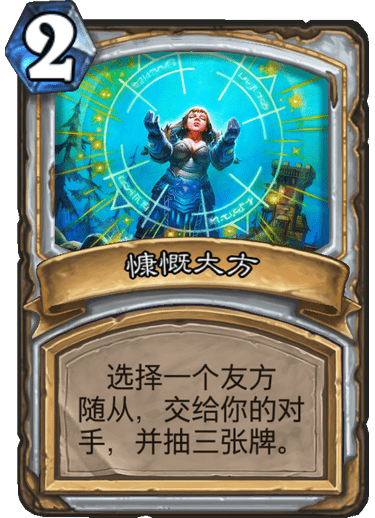 2
慷慨大方
选择一个友方
随从，交给你的对
手，并抽三张牌。